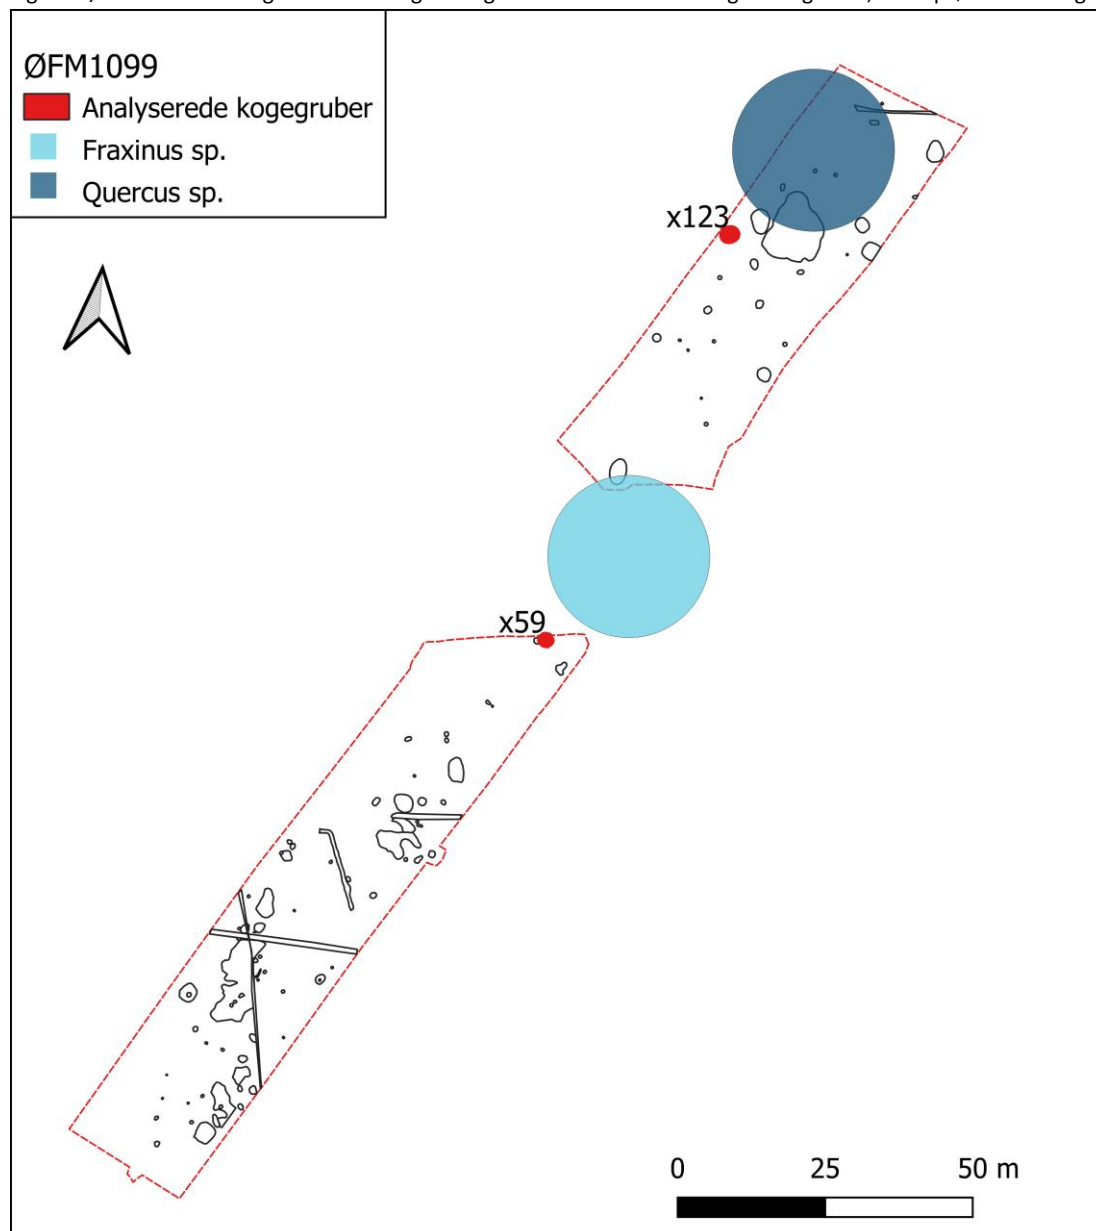 ØFM1099
Analyserede kogegruber
Fraxinus sp.
Quercus sp.
x123
x59
0 25 50 m